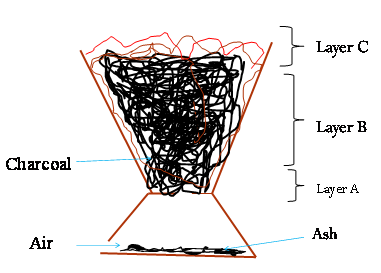 Layer C
Layer B
Charcoal
Layer A
Ash
Air